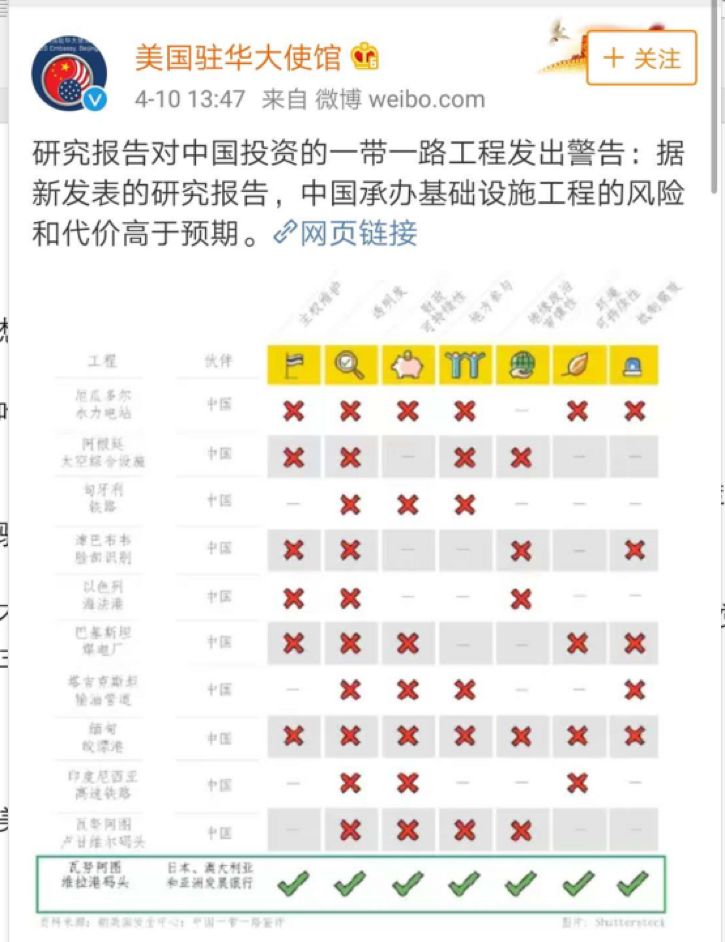 美国驻华大使馆
+ 关注
4-10 13:47 来自 微博 weibo.com
研究报告对中国投资的一带一路工程发出警告：据
新发表的研究报告，中国承办基础设施工程的风险
和代价高于预期。网页链接
主权维护
透明度
财政
可持续性
地方参与
地缘政治
审慎性
环境
可持续性
抵制腐败
工程 伙伴
厄瓜多尔
水力电站
中国
阿根廷
太空综合设施
中国
匈牙利
铁路
中国
津巴布韦
脸部识别
中国
以色列
海法港
中国
巴基斯坦
煤电厂
中国
塔吉克斯坦
输油管道
中国
缅甸
皎漂港
中国
印度尼西亚
高速铁路
中国
瓦努阿图
卢甘维尔码头
中国
瓦努阿图
维拉港码头
日本、澳大利亚
和亚洲发展银行
资料来源：新美国安全中心：中国一带一路签计
图片：Shutterstock